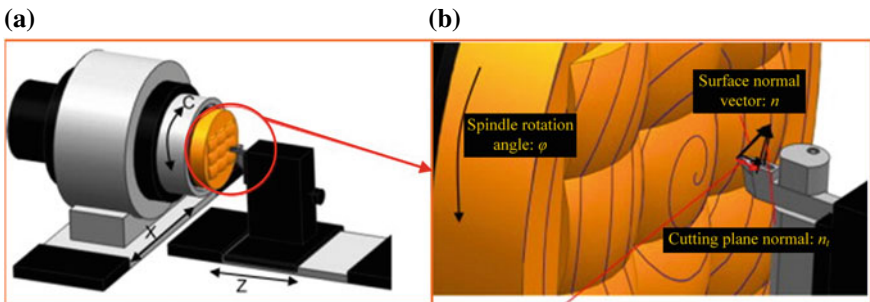 (a)
(b)
C
X
Z
Spindle rotation
angle: φ
Surface normal
vector: n
Cutting plane normal: nₜ